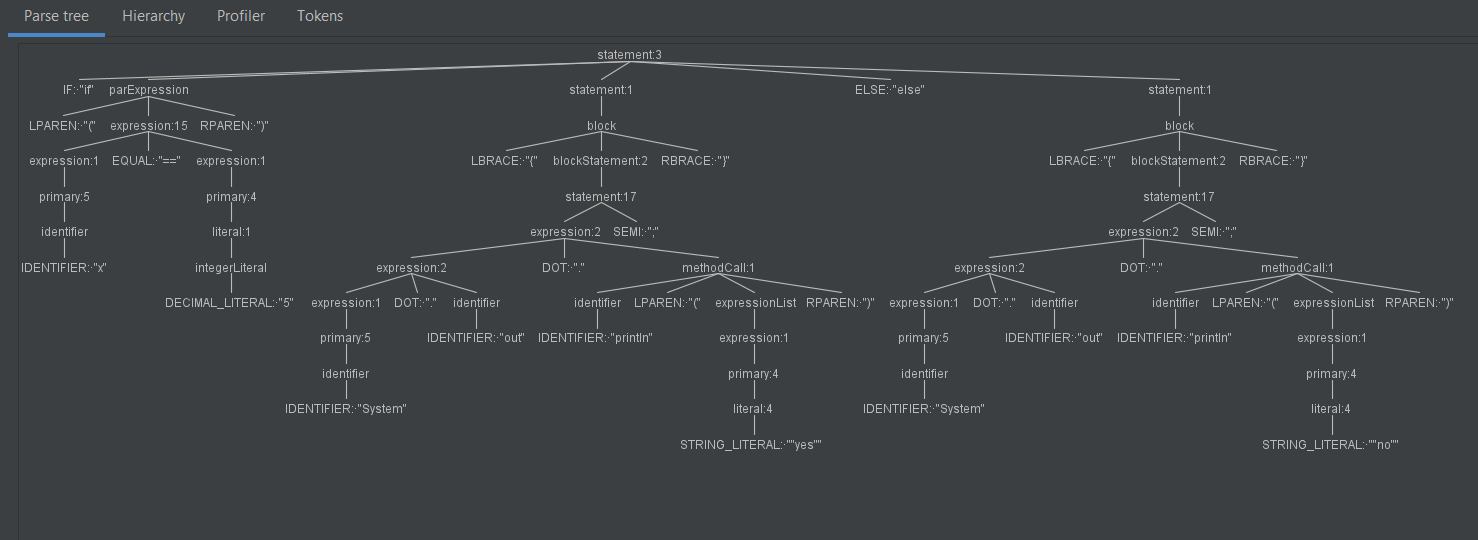 Parse tree Hierarchy Profiler Tokens
statement:3
IF:·"if" parExpression statement:1 ELSE:·"else" statement:1
LPAREN:·"(" expression:15 RPAREN:·")" block block
expression:1 EQUAL:·"==" expression:1 LBRACE:·"{" blockStatement:2 RBRACE:·"}" LBRACE:·"{" blockStatement:2 RBRACE:·"}"
primary:5 primary:4 statement:17 statement:17
identifier literal:1 expression:2 SEMI:·";" expression:2 SEMI:·";"
IDENTIFIER:·"x" integerLiteral expression:2 DOT:·"." methodCall:1 expression:2 DOT:·"." methodCall:1
DECIMAL_LITERAL:·"5" expression:1 DOT:·"." identifier identifier LPAREN:·"(" expressionList RPAREN:·")" expression:1 DOT:·"." identifier identifier LPAREN:·"(" expressionList RPAREN:·")"
primary:5 IDENTIFIER:·"out" IDENTIFIER:·"println" expression:1 primary:5 IDENTIFIER:·"out" IDENTIFIER:·"println" expression:1
identifier primary:4 identifier primary:4
IDENTIFIER:·"System" literal:4 IDENTIFIER:·"System" literal:4
STRING_LITERAL:·""yes"" STRING_LITERAL:·""no""